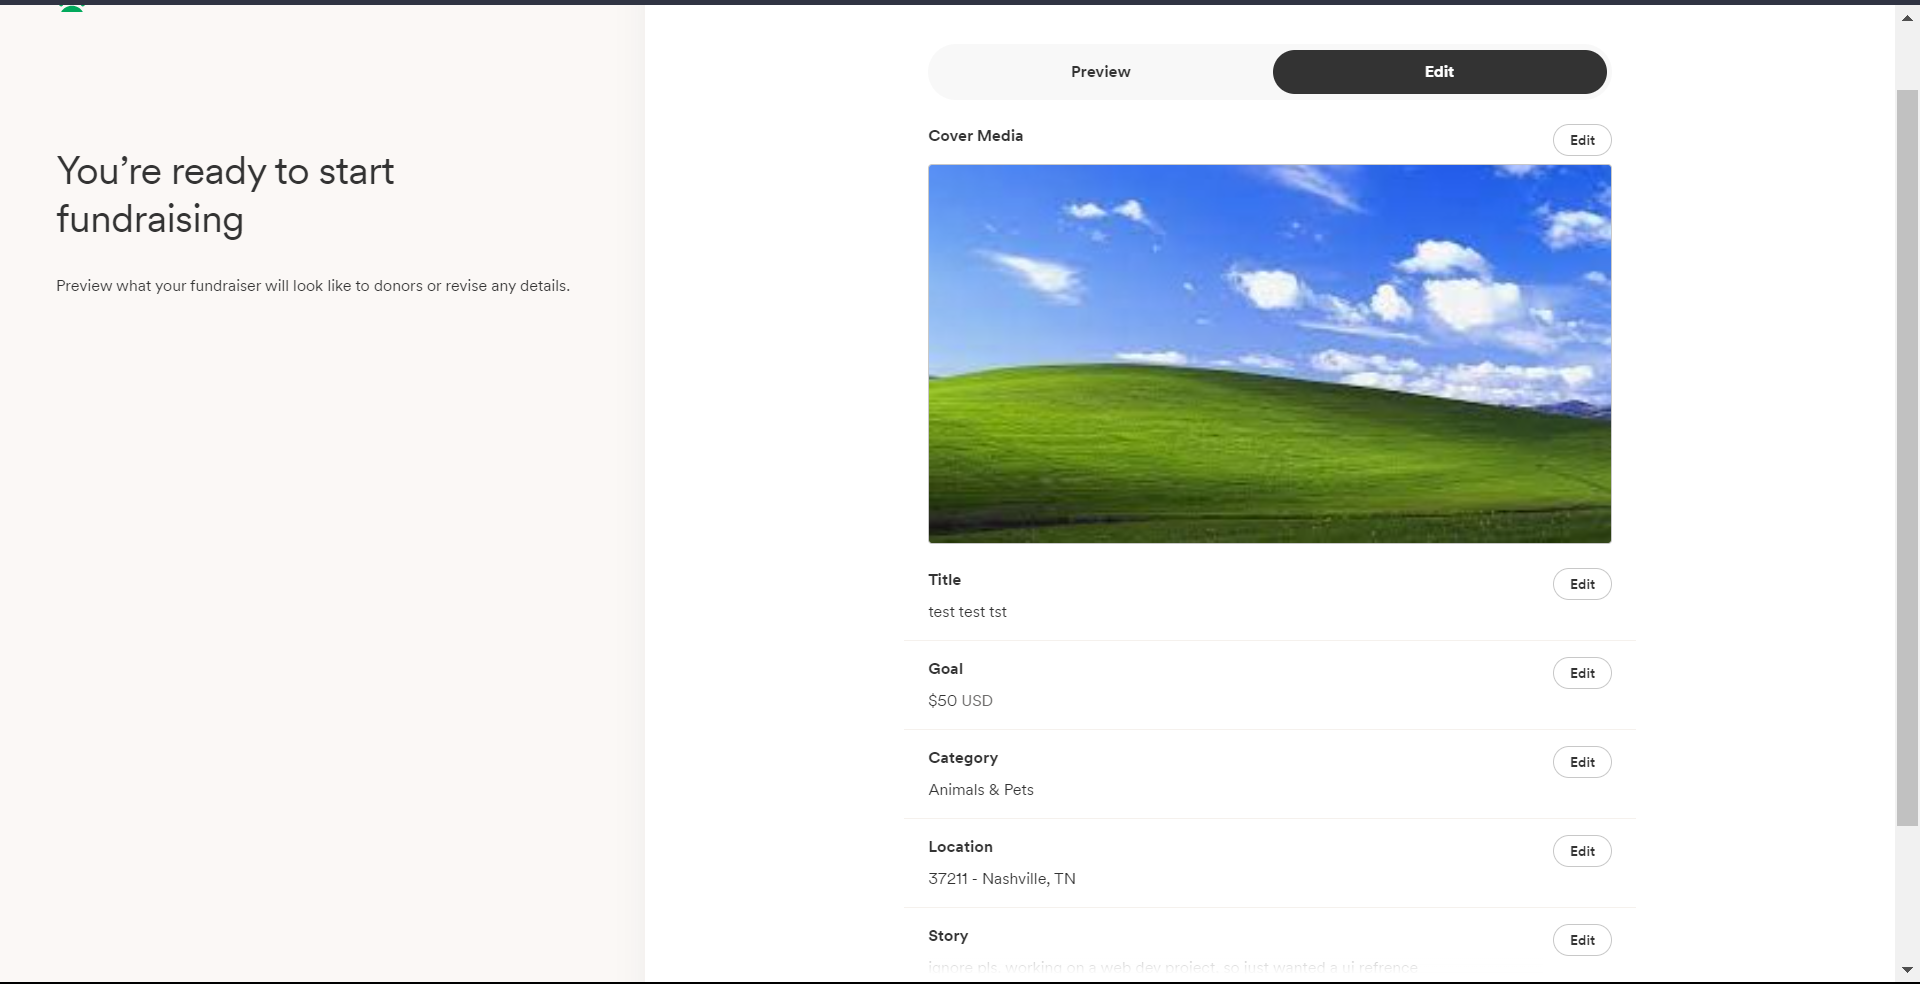 Preview
Edit
You’re ready to start
fundraising
Preview what your fundraiser will look like to donors or revise any details.
Cover Media
Edit
Title
Edit
test test tst
Goal
Edit
$50 USD
Category
Edit
Animals & Pets
Location
Edit
37211 - Nashville, TN
Story
Edit
ignore pls, working on a web dev project, so just wanted a ui refrence